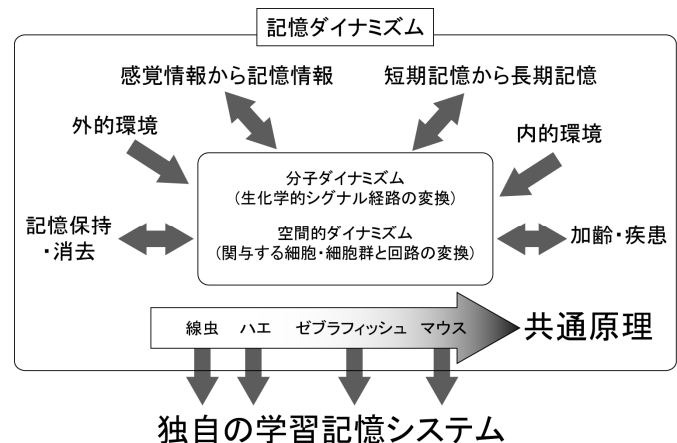 記憶ダイナミズム
感覚情報から記憶情報
短期記憶から長期記憶
外的環境
内的環境
分子ダイナミズム
(生化学的シグナル経路の変換)
空間的ダイナミズム
(関与する細胞・細胞群と回路の変換)
記憶保持
・消去
加齢・疾患
線虫 ハエ ゼブラフィッシュ マウス
共通原理
独自の学習記憶システム